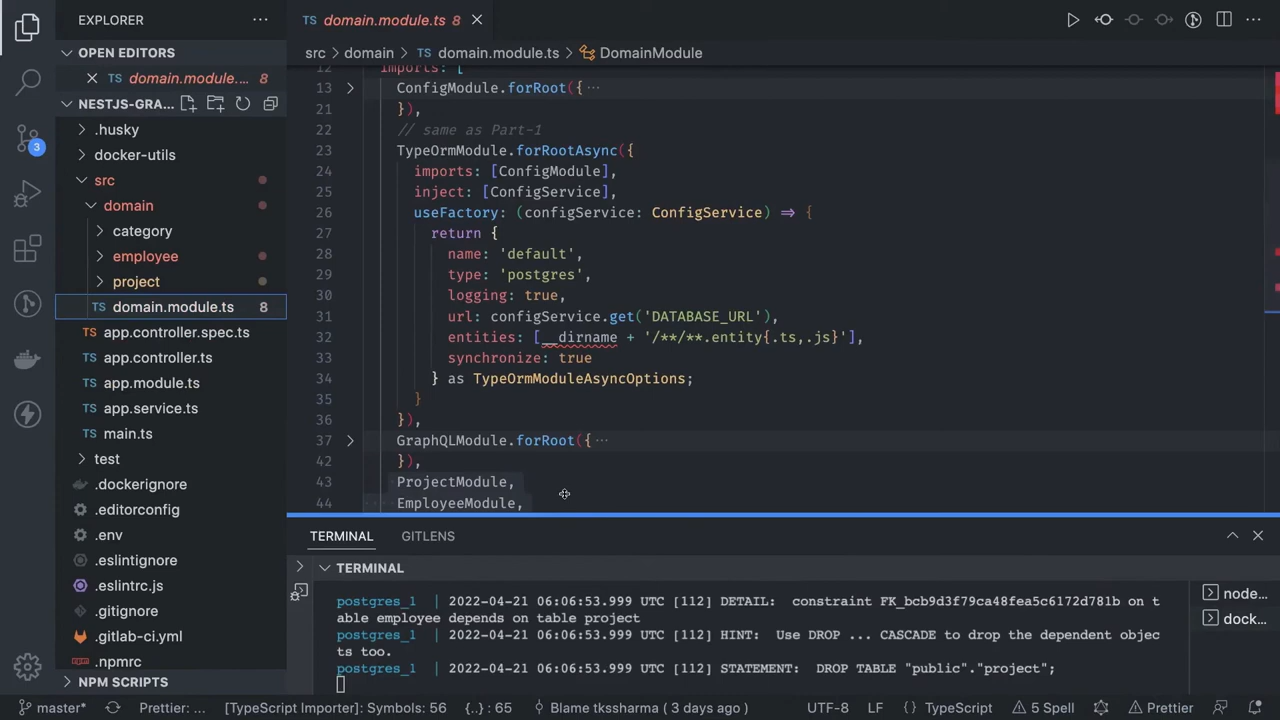 EXPLORER
OPEN EDITORS
domain.module.... 8
NESTJS-GRA...
.husky
docker-utils
src
domain
category
employee
project
TS domain.module.ts 8
TS app.controller.spec.ts
TS app.controller.ts
TS app.module.ts
TS app.service.ts
TS main.ts
test
.dockerignore
.editorconfig
.env
.eslintignore
.eslintrc.js
.gitignore
.gitlab-ci.yml
.npmrc
NPM SCRIPTS
3
TS domain.module.ts 8
src > domain > TS domain.module.ts > DomainModule
12 imports: [
13 ConfigModule.forRoot({ ···
21 }),
22 // same as Part-1
23 TypeOrmModule.forRootAsync({
24 imports: [ConfigModule],
25 inject: [ConfigService],
26 useFactory: (configService: ConfigService) => {
27 return {
28 name: 'default',
29 type: 'postgres',
30 logging: true,
31 url: configService.get('DATABASE_URL'),
32 entities: [__dirname + '/**/**.entity{.ts,.js}'],
33 synchronize: true
34 } as TypeOrmModuleAsyncOptions;
35 }
36 }),
37 GraphQLModule.forRoot({ ···
42 }),
43 ProjectModule,
44 EmployeeModule,
TERMINAL GITLENS
TERMINAL
postgres_1 | 2022-04-21 06:06:53.999 UTC [112] DETAIL: constraint FK_bcb9d3f79ca48fea5c6172d781b on t
able employee depends on table project
postgres_1 | 2022-04-21 06:06:53.999 UTC [112] HINT: Use DROP ... CASCADE to drop the dependent objec
ts too.
postgres_1 | 2022-04-21 06:06:53.999 UTC [112] STATEMENT: DROP TABLE "public"."project";
node...
dock...
master* Prettier: ... [TypeScript Importer]: Symbols: 56 {..} : 65 Blame tkssharma ( 3 days ago ) UTF-8 LF {} TypeScript 5 Spell Prettier